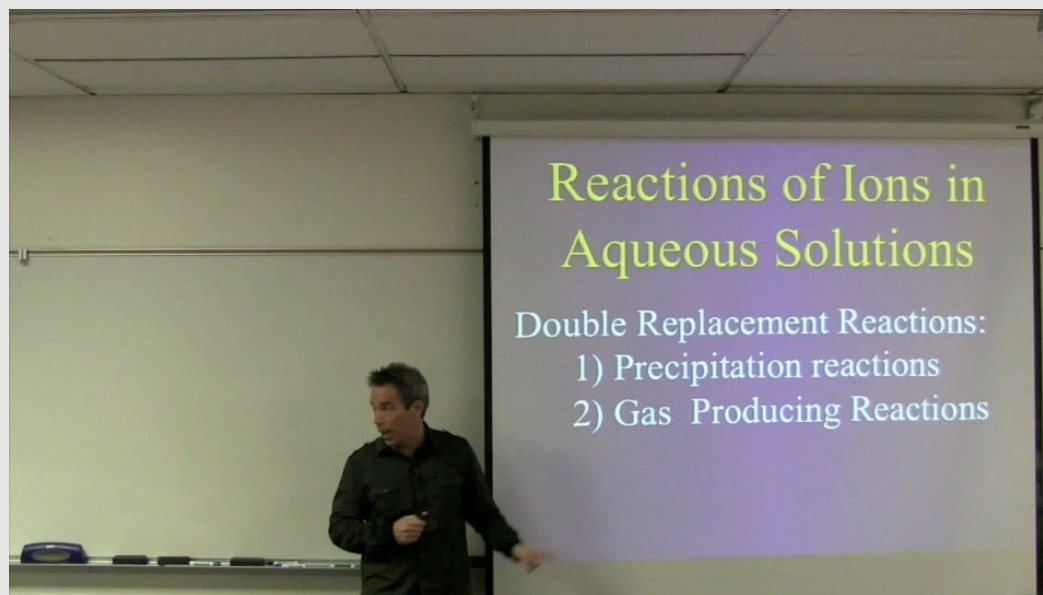 Reactions of Ions in
Aqueous Solutions
Double Replacement Reactions:
1) Precipitation reactions
2) Gas Producing Reactions